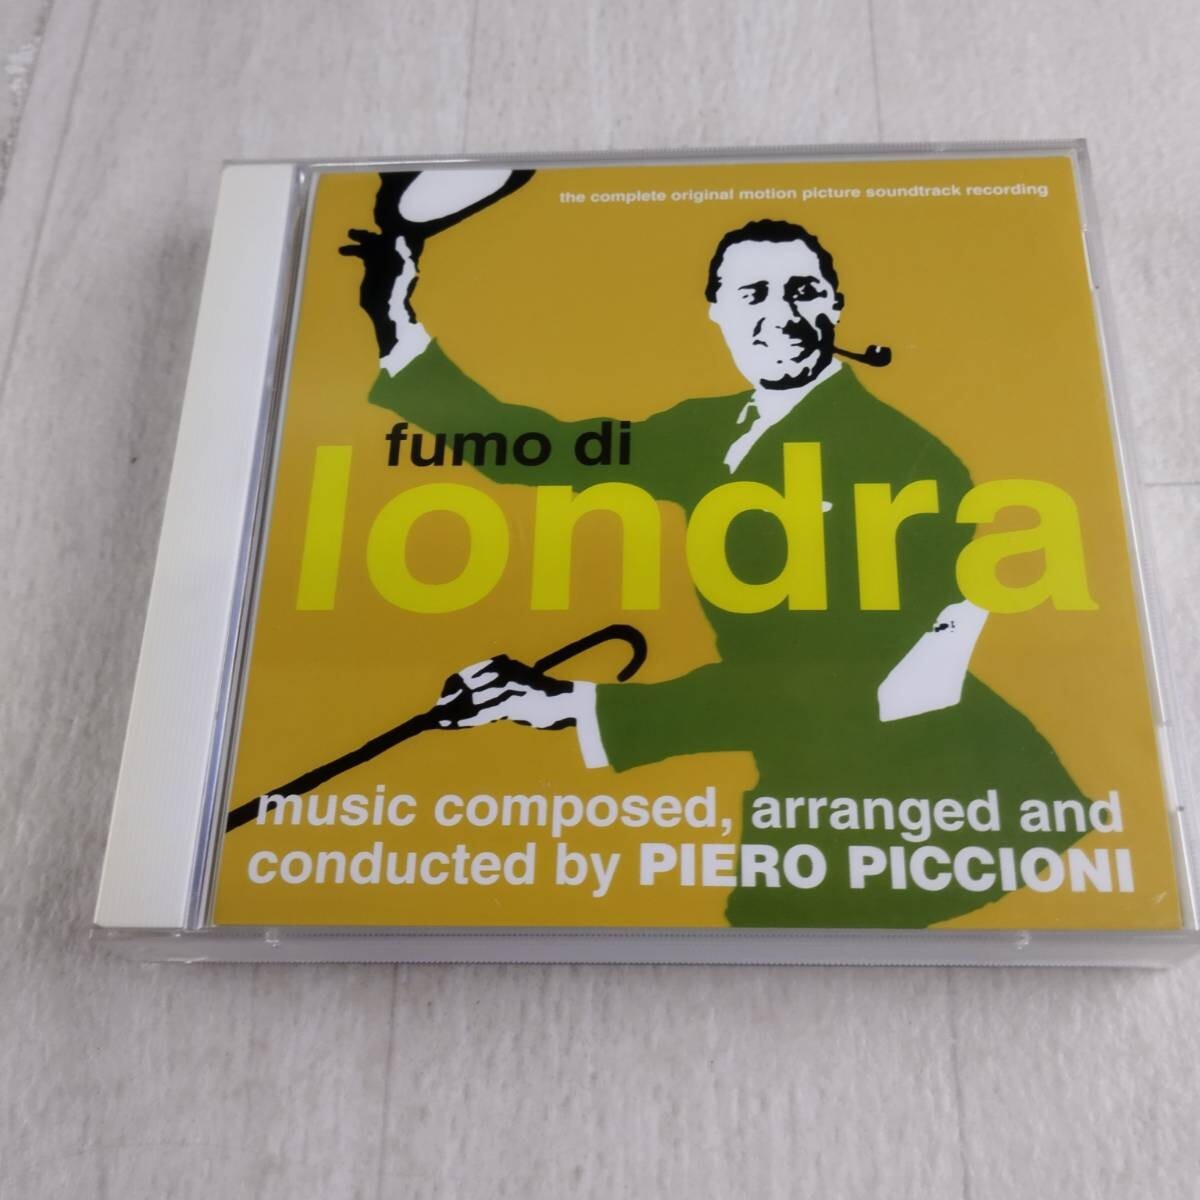 the complete original motion picture soundtrack recording
fumo di
londra
music composed, arranged and
conducted by PIERO PICCIONI